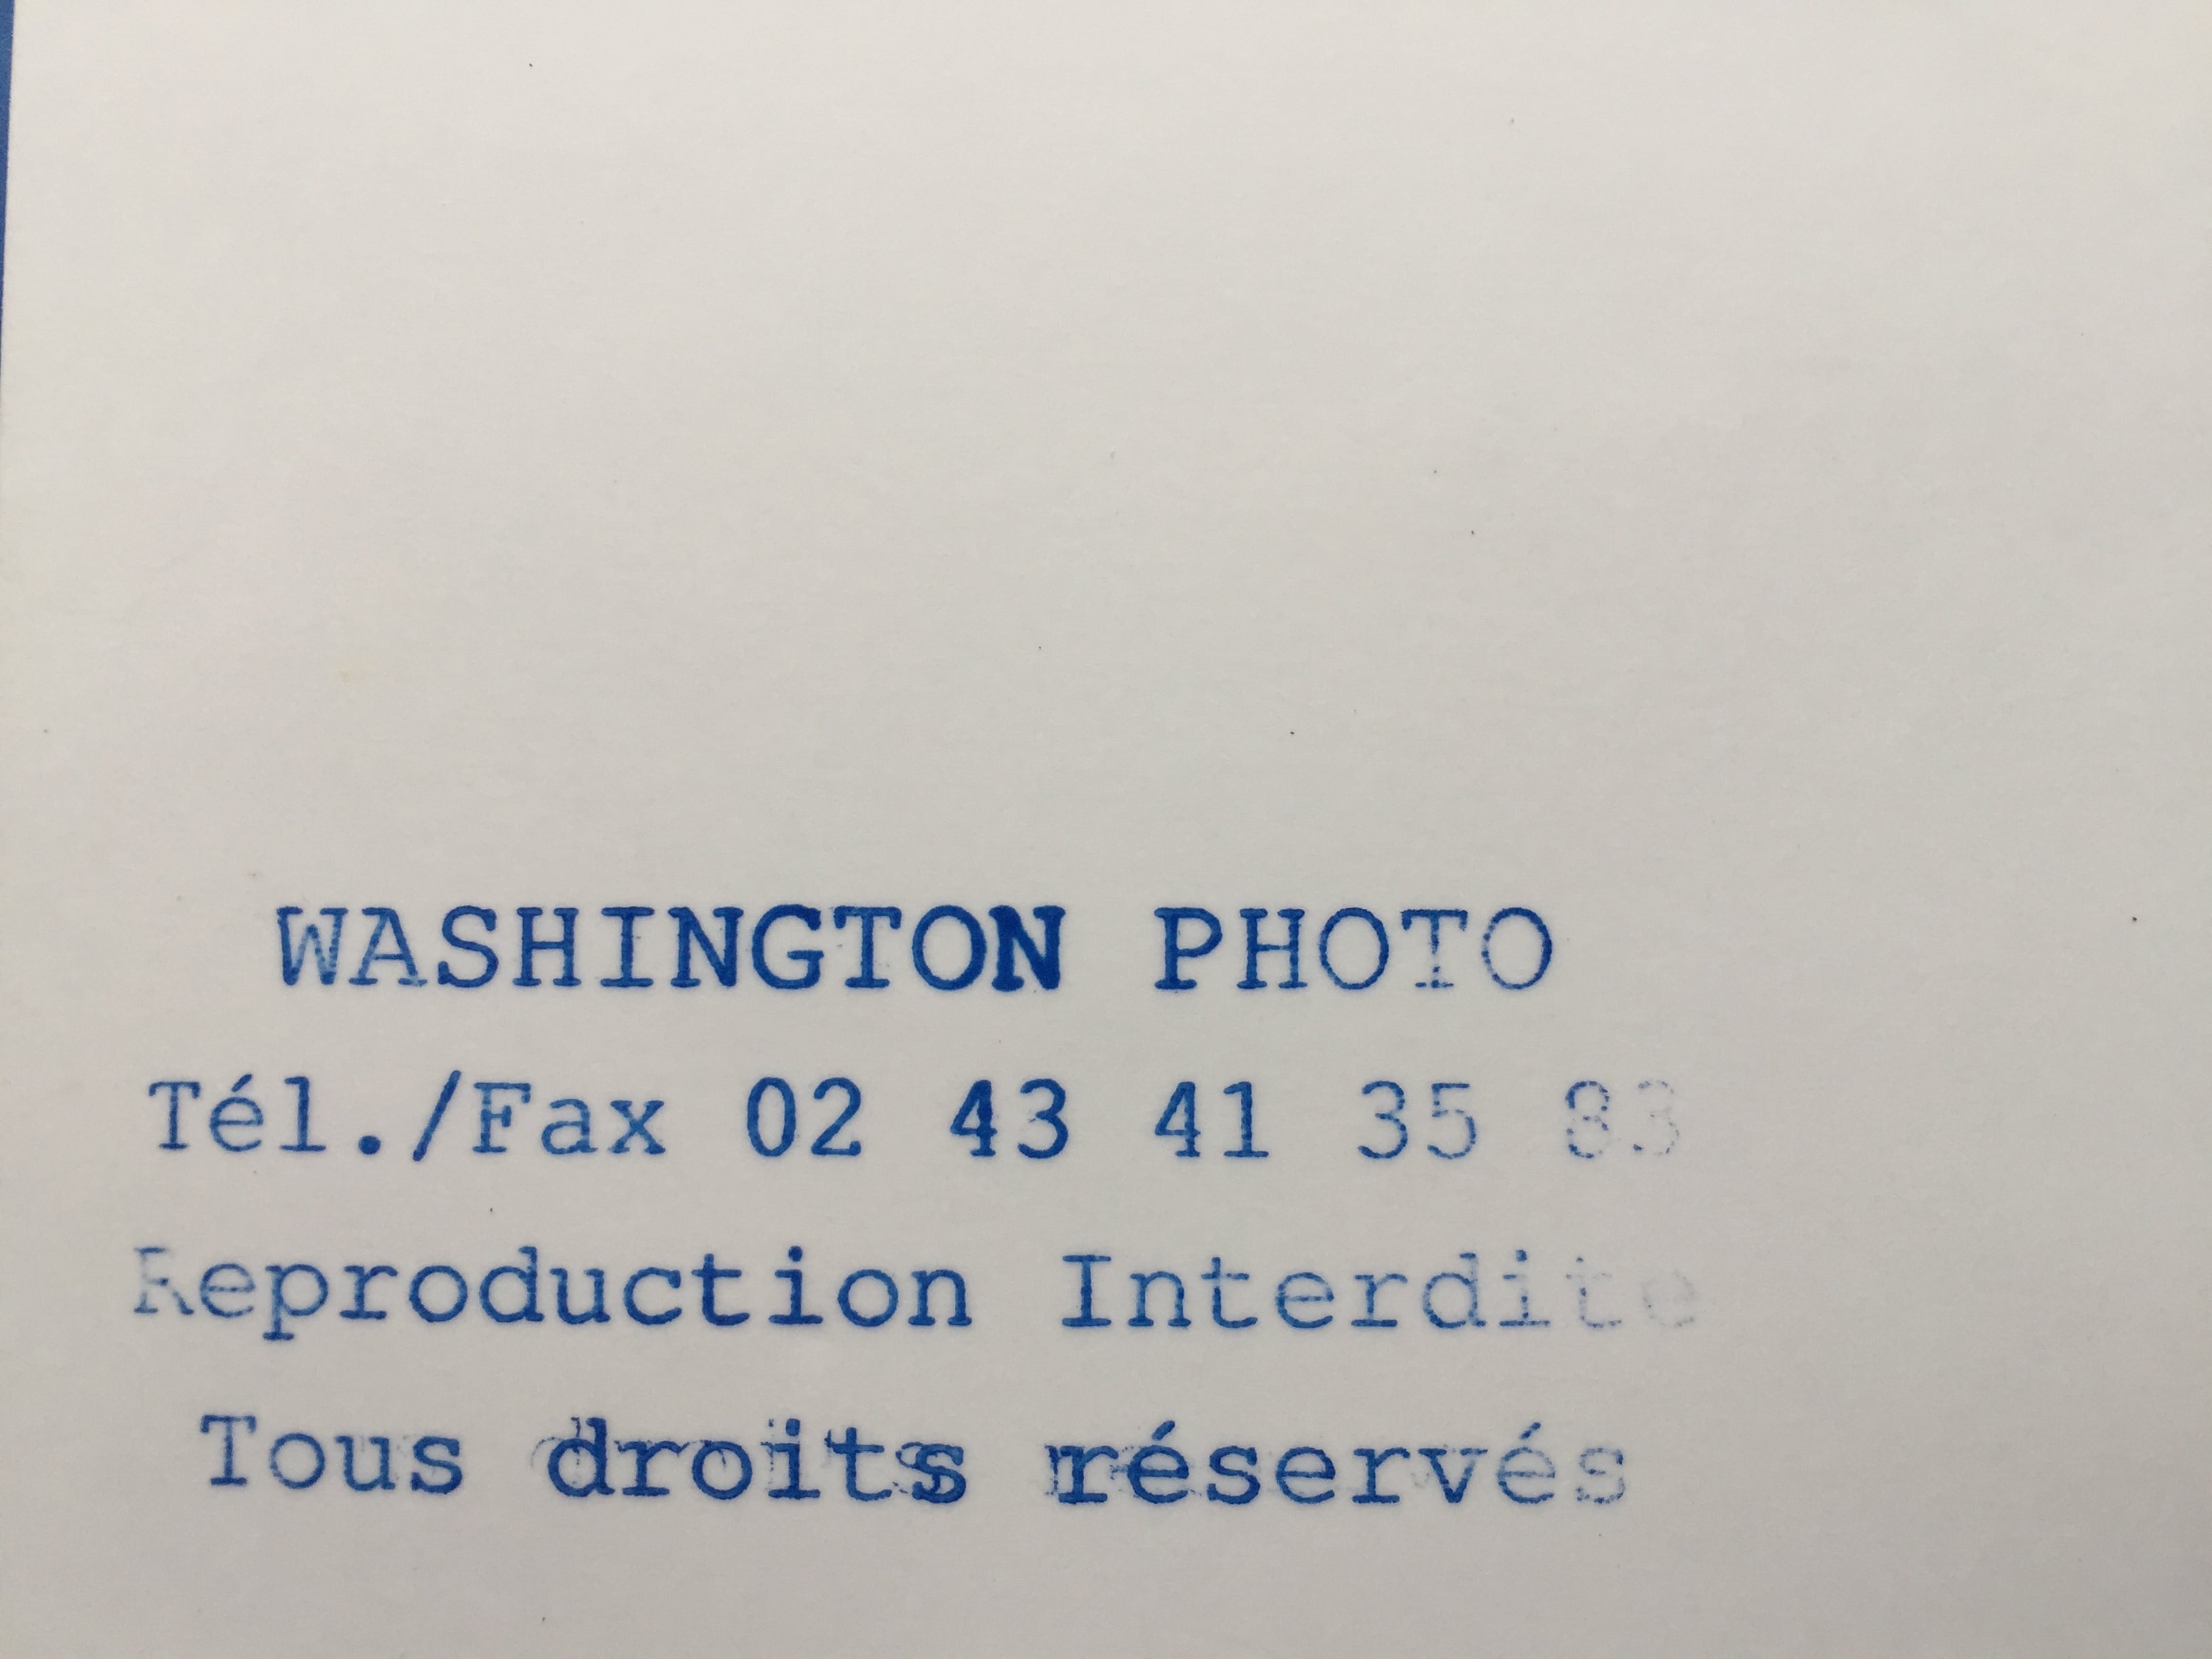 WASHINGTON PHOTO
Tél./Fax 02 43 41 35 83
Reproduction Interdite
Tous droits réservés